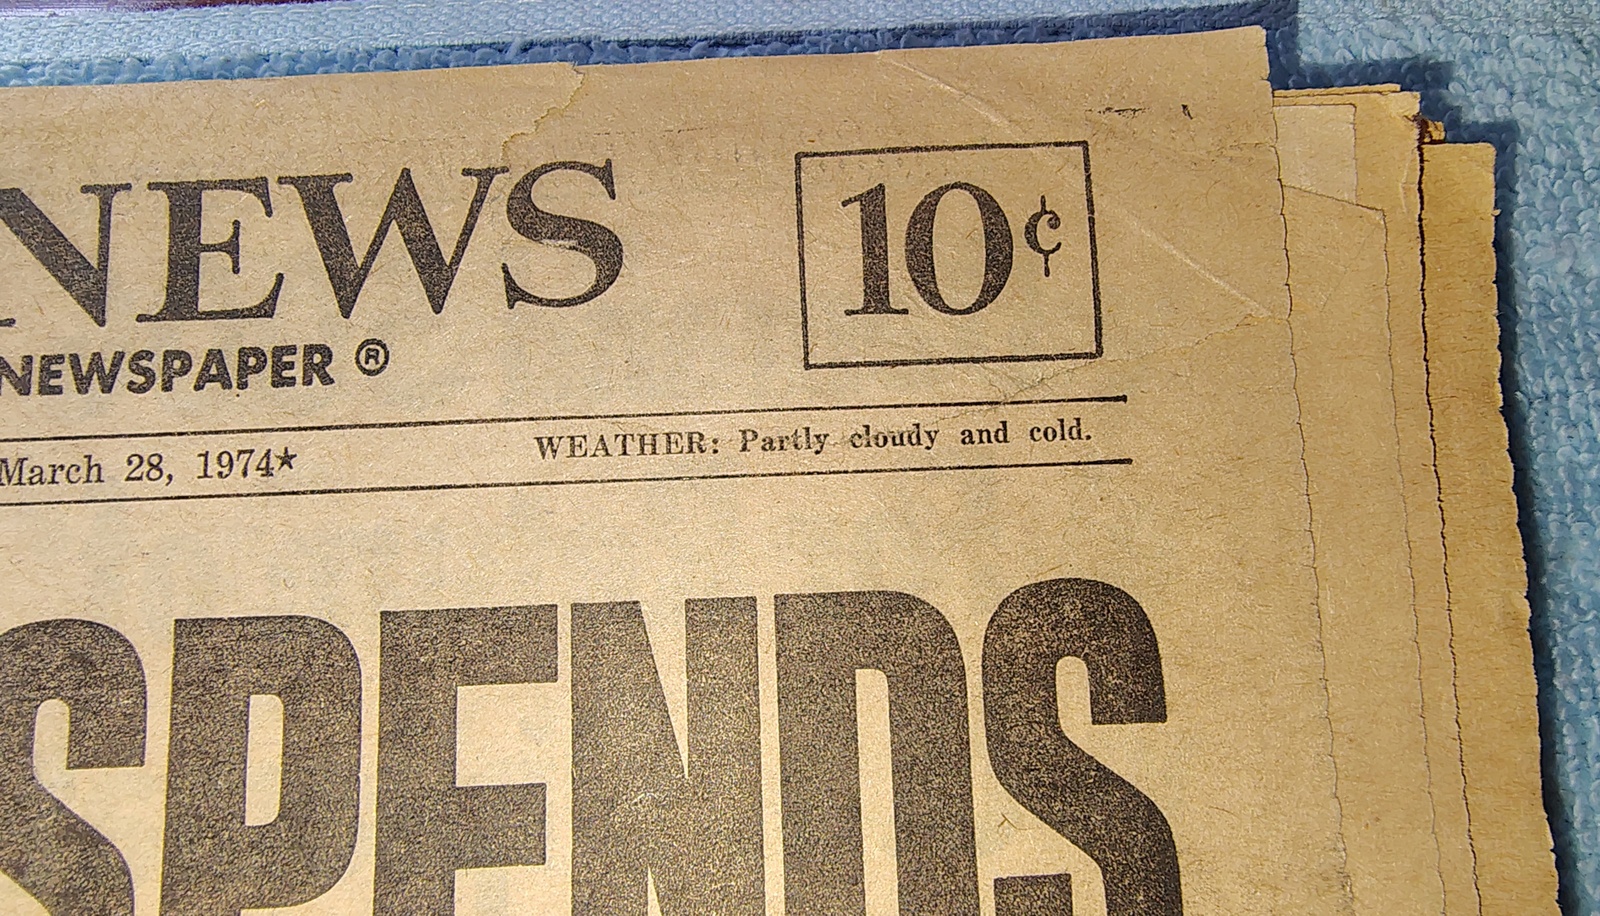 NEWS
10¢
NEWSPAPER ®
March 28, 1974★
WEATHER: Partly cloudy and cold.
SPENDS